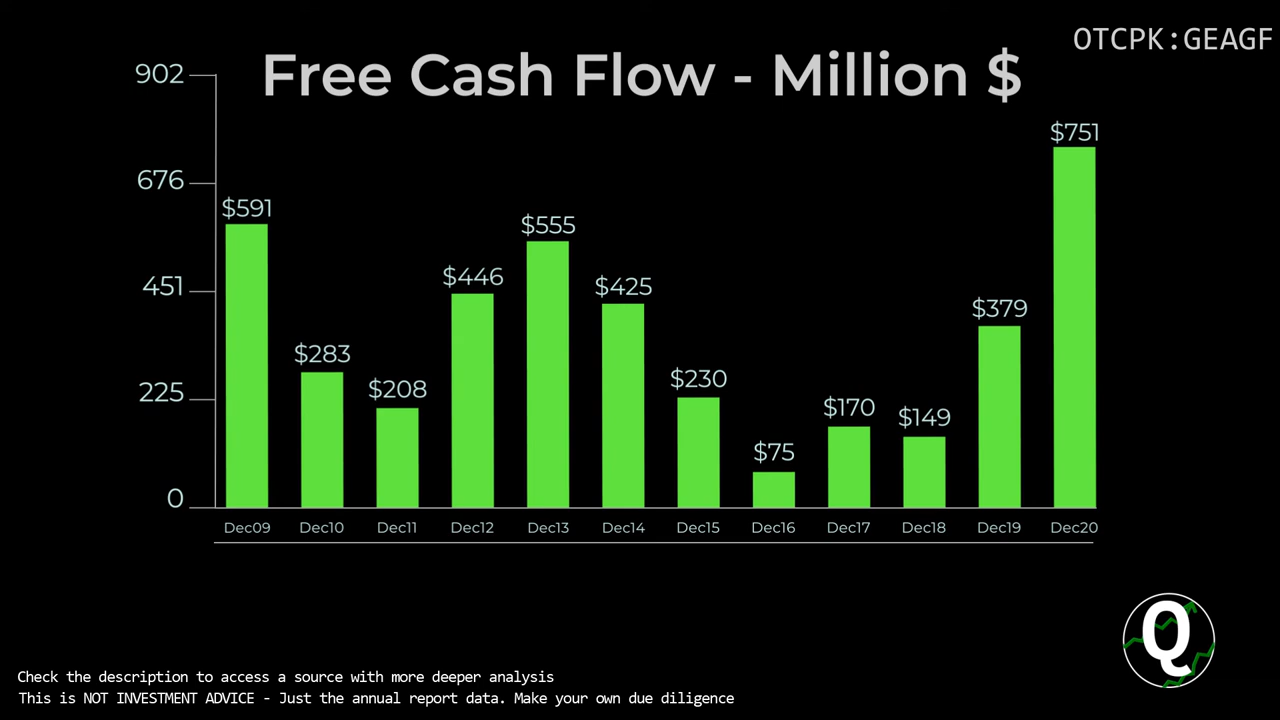 OTCPK:GEAGF
Free Cash Flow - Million $
902
676
451
225
0
$591
$283
$208
$446
$555
$425
$230
$75
$170
$149
$379
$751
Dec09 Dec10 Dec11 Dec12 Dec13 Dec14 Dec15 Dec16 Dec17 Dec18 Dec19 Dec20
Q
Check the description to access a source with more deeper analysis
This is NOT INVESTMENT ADVICE - Just the annual report data. Make your own due diligence